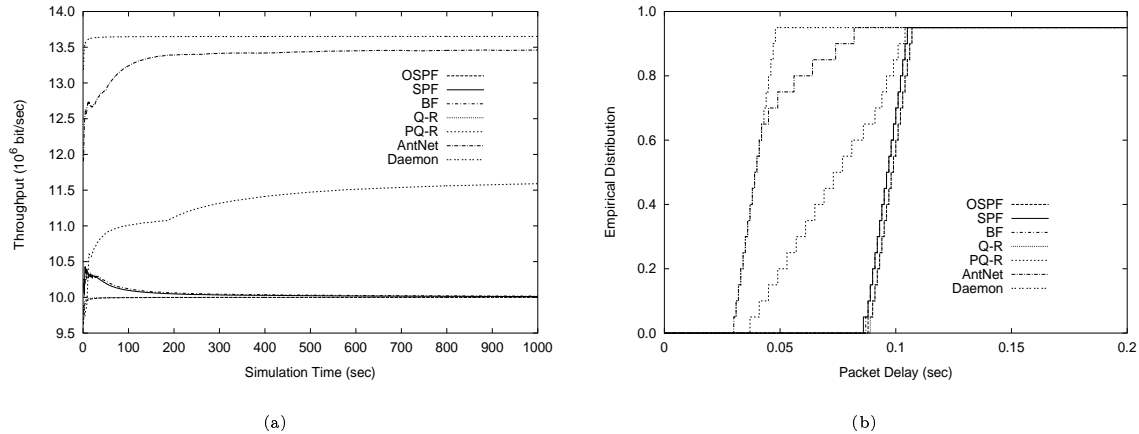 14.0
13.5
13.0
12.5
12.0
11.5
11.0
10.5
10.0
9.5
Throughput (10^6 bit/sec)
OSPF
SPF
BF
Q-R
PQ-R
AntNet
Daemon
0 100 200 300 400 500 600 700 800 900 1000
Simulation Time (sec)
(a)
1.0
0.8
0.6
0.4
0.2
0.0
Empirical Distribution
OSPF
SPF
BF
Q-R
PQ-R
AntNet
Daemon
0 0.05 0.1 0.15 0.2
Packet Delay (sec)
(b)